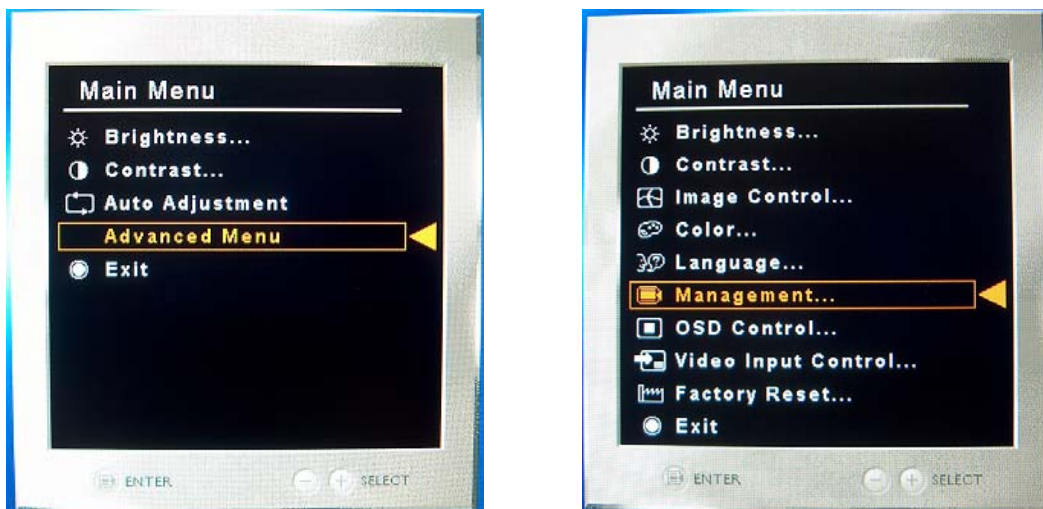 Main Menu
Brightness...
Contrast...
Auto Adjustment
Advanced Menu
Exit
ENTER
- + SELECT
Main Menu
Brightness...
Contrast...
Image Control...
Color...
Language...
Management...
OSD Control...
Video Input Control...
Factory Reset...
Exit
ENTER
- + SELECT